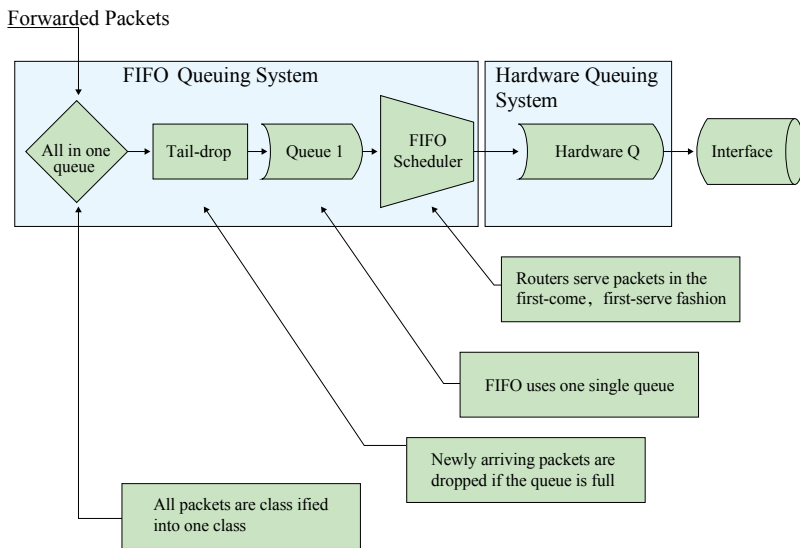 Forwarded Packets
FIFO Queuing System
Hardware Queuing
System
All in one
queue
Tail-drop
Queue 1
FIFO
Scheduler
Hardware Q
Interface
Routers serve packets in the
first-come，first-serve fashion
FIFO uses one single queue
Newly arriving packets are
dropped if the queue is full
All packets are class ified
into one class